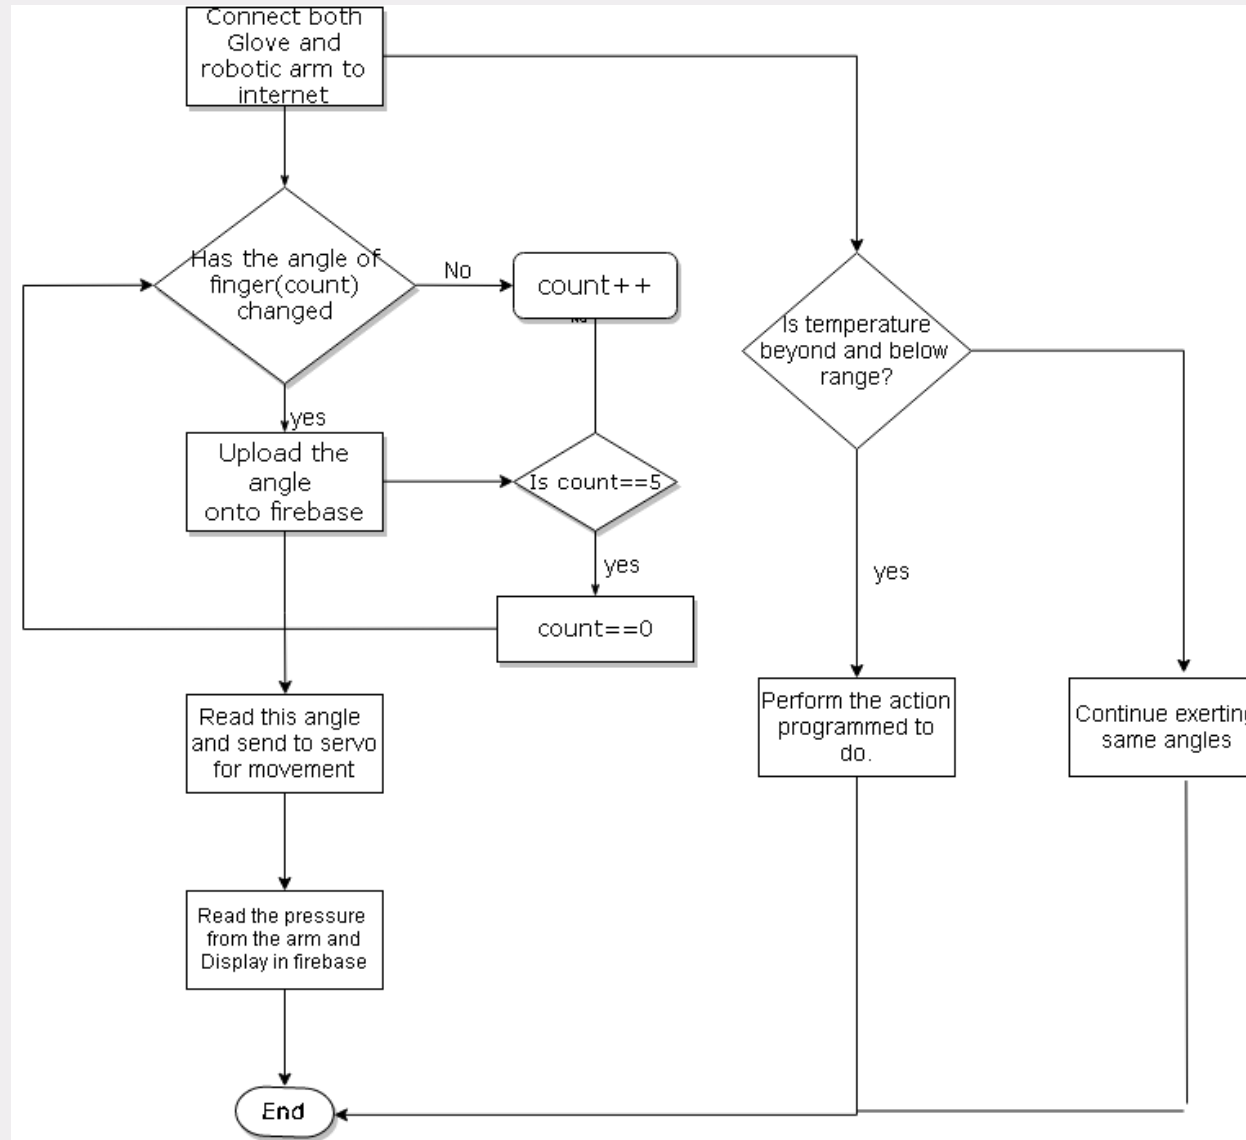 Connect both
Glove and
robotic arm to
internet
Has the angle of
finger(count)
changed
No
count++
No
yes
Upload the
angle
onto firebase
Is count==5
yes
count==0
Read this angle
and send to servo
for movement
Read the pressure
from the arm and
Display in firebase
End
Is temperature
beyond and below
range?
yes
Perform the action
programmed to
do.
Continue exerting
same angles